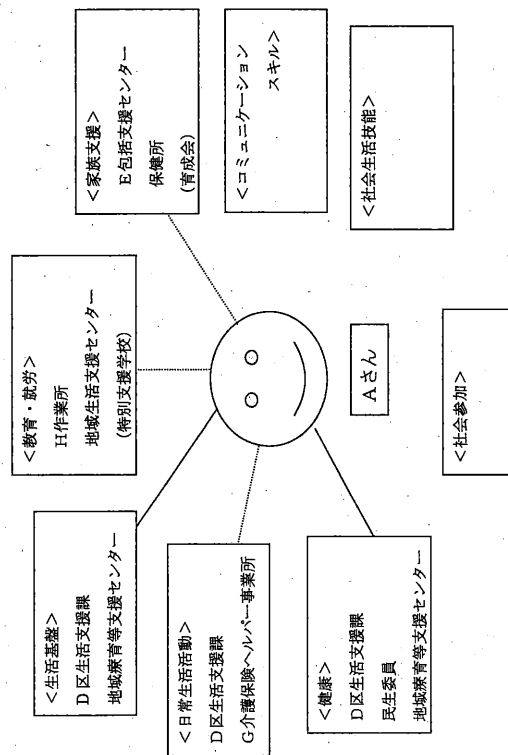 <生活基盤>
D区生活支援課
地域療育等支援センター
<教育・就労>
H作業所
地域生活支援センター
(特別支援学校)
<家族支援>
E包括支援センター
保健所
(育成会)
<日常生活活動>
D区生活支援課
G介護保険ヘルパー事業所
<コミュニケーション
スキル>
Aさん
<健康>
D区生活支援課
民生委員
地域療育等支援センター
<社会参加>
<社会生活技能>